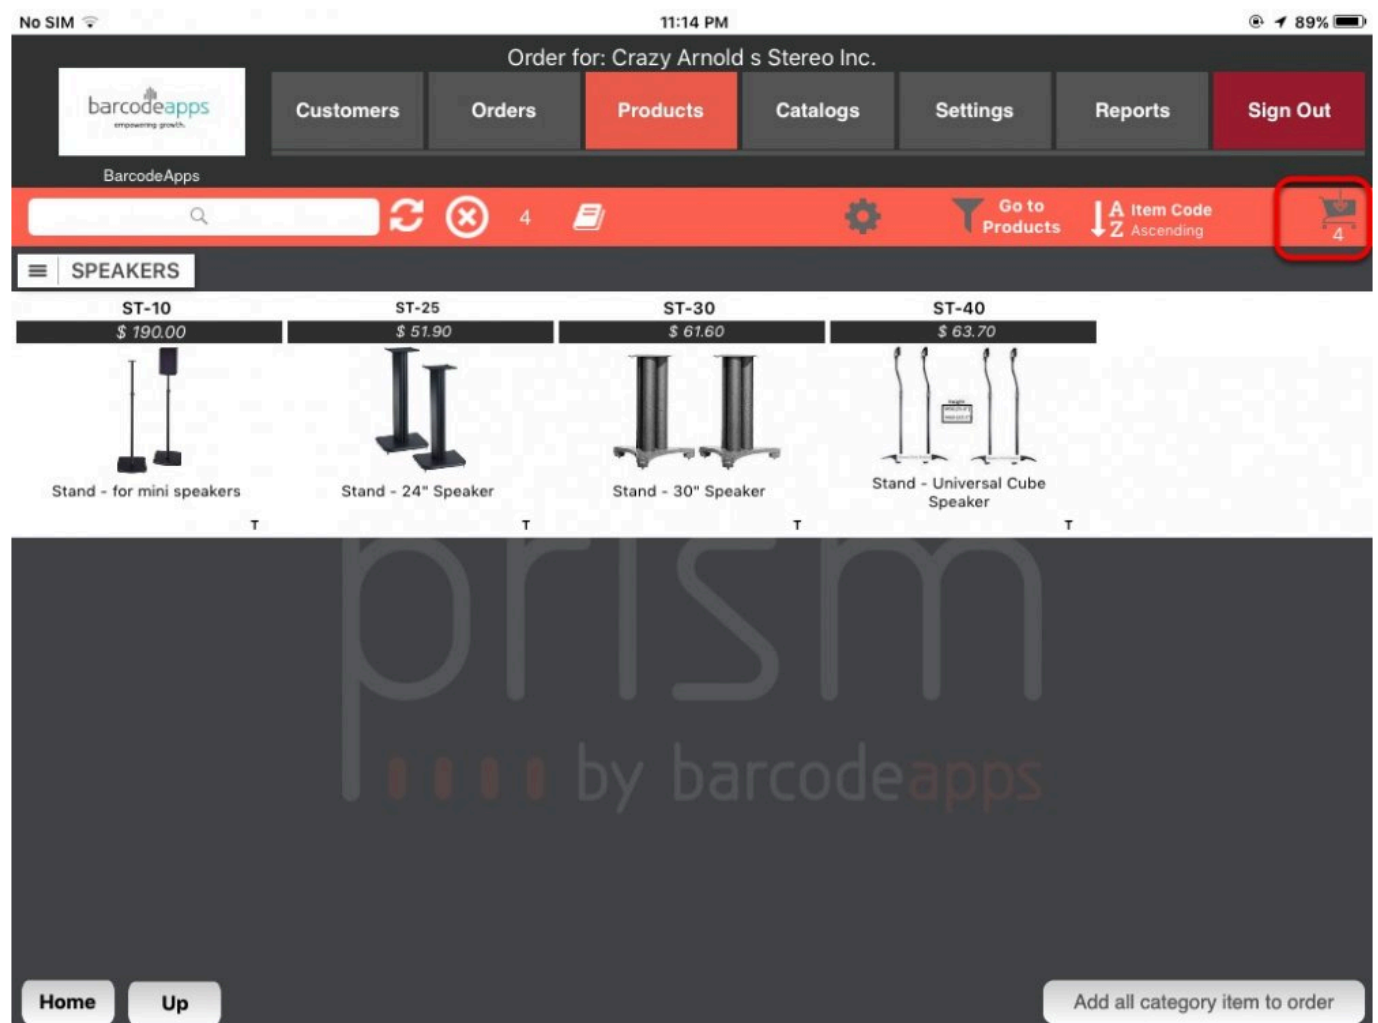 No SIM 11:14 PM 89%
Order for: Crazy Arnold s Stereo Inc.
barcodeapps
empowering growth.
Customers Orders Products Catalogs Settings Reports Sign Out
BarcodeApps
4 Go to Products A Z Item Code Ascending 4
SPEAKERS
ST-10 ST-25 ST-30 ST-40
$ 190.00 $ 51.90 $ 61.60 $ 63.70
Stand - for mini speakers Stand - 24" Speaker Stand - 30" Speaker Stand - Universal Cube Speaker
T T T T
prism
by barcodeapps
Home Up Add all category item to order